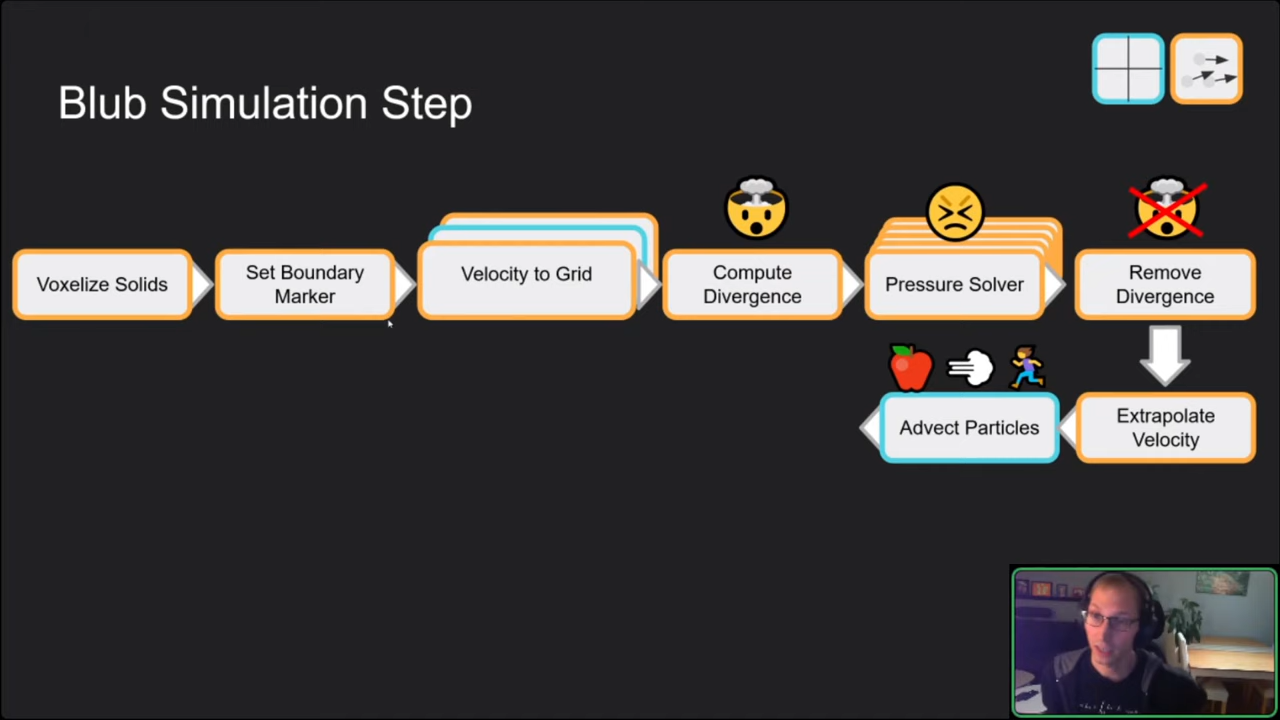 Blub Simulation Step
Voxelize Solids
Set Boundary
Marker
Velocity to Grid
Compute
Divergence
Pressure Solver
Remove
Divergence
Extrapolate
Velocity
Advect Particles